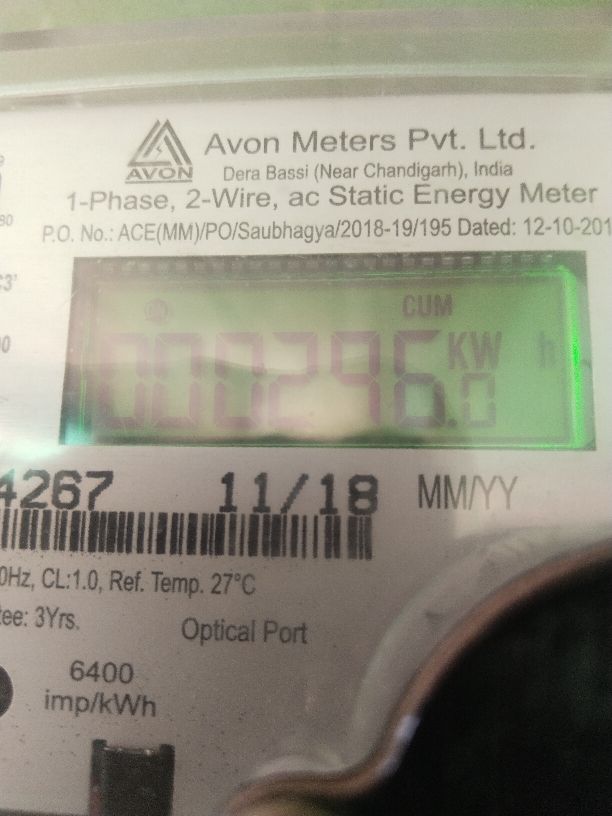 AVON
Avon Meters Pvt. Ltd.
Dera Bassi (Near Chandigarh), India
1-Phase, 2-Wire, ac Static Energy Meter
P.O. No.: ACE(MM)/PO/Saubhagya/2018-19/195 Dated: 12-10-201
CUM
000296.0 KW h
4267 11/18 MM/YY
0Hz, CL:1.0, Ref. Temp. 27°C
tee: 3Yrs.
Optical Port
6400
imp/kWh